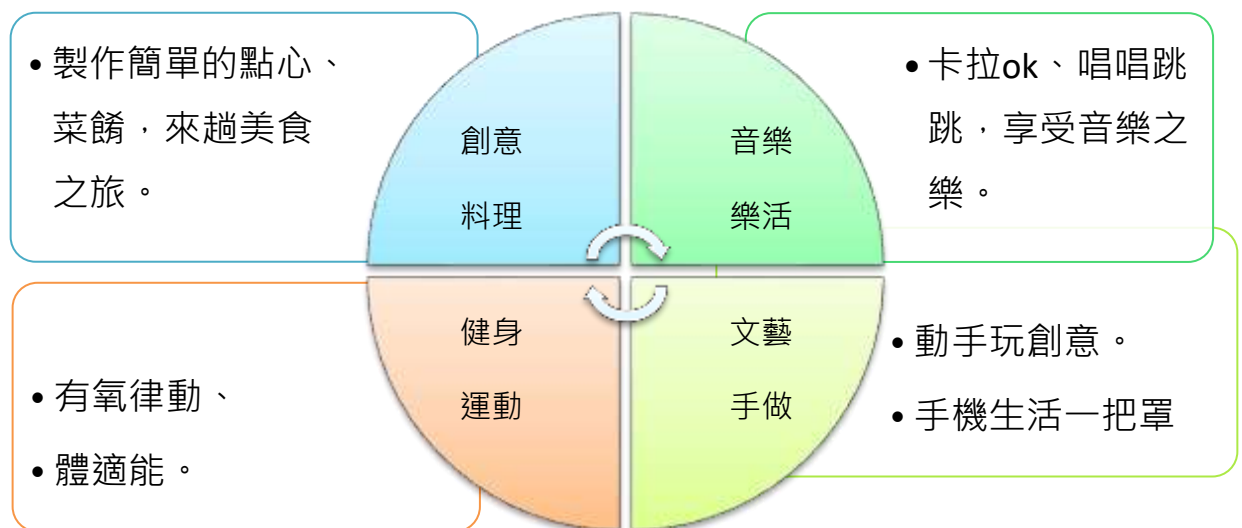 • 製作簡單的點心、
菜餚，來趟美食
之旅。
創意
料理
音樂
樂活
• 卡拉ok、唱唱跳
跳，享受音樂之
樂。
• 有氧律動、
• 體適能。
健身
運動
文藝
手做
• 動手玩創意。
• 手機生活一把罩